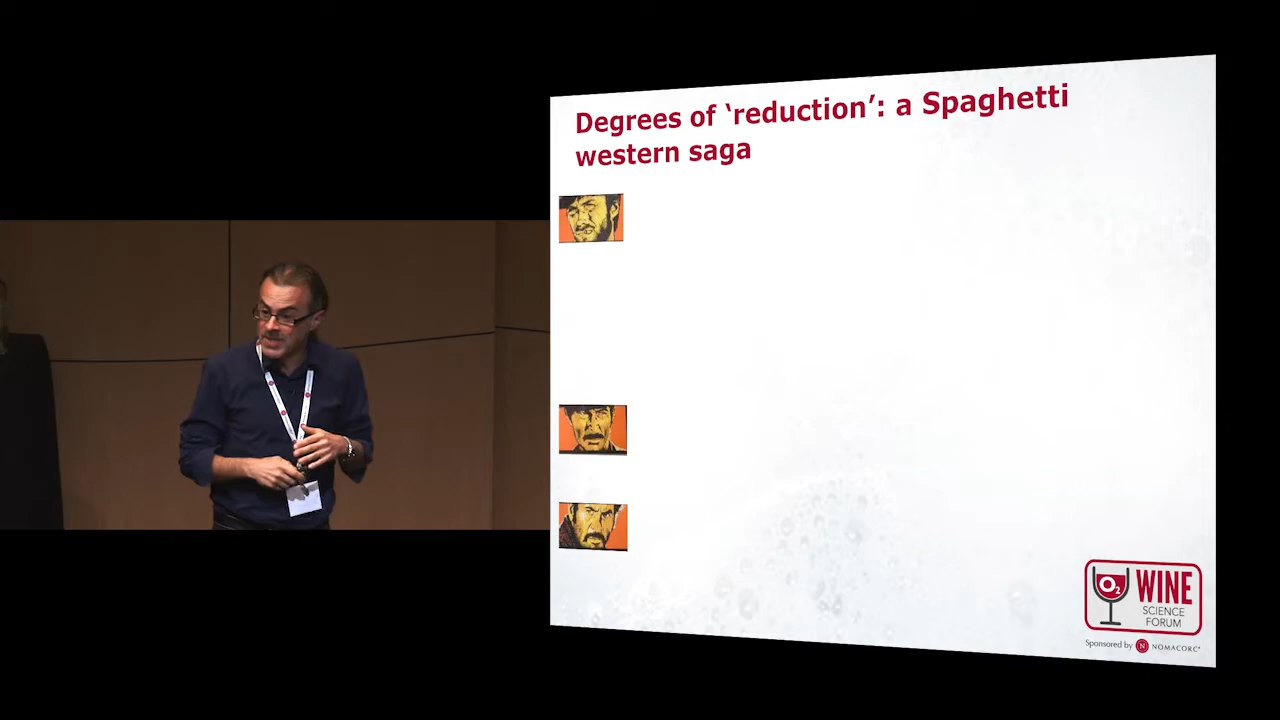 Degrees of ‘reduction’: a Spaghetti
western saga
O2
WINE
SCIENCE
FORUM
Sponsored by N NOMACORC